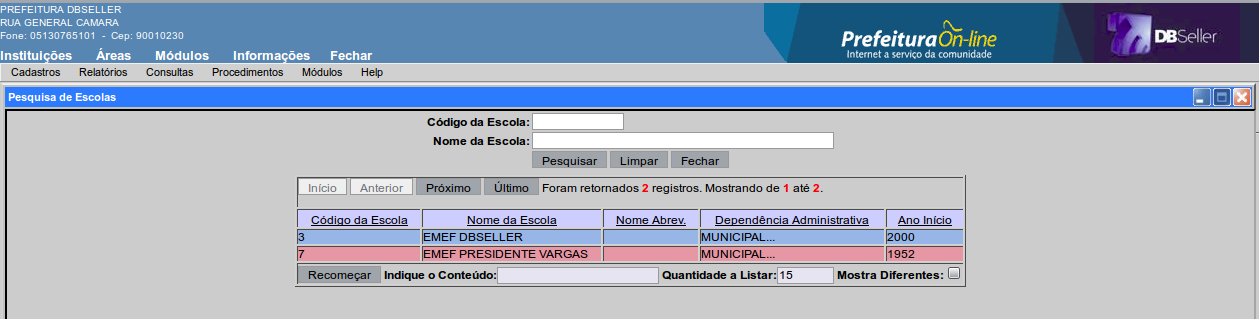 PREFEITURA DBSELLER
RUA GENERAL CAMARA
Fone: 05130765101 - Cep: 90010230
PrefeituraOn-line
Internet a serviço da comunidade
DBSeller
Instituições Áreas Módulos Informações Fechar
Cadastros Relatórios Consultas Procedimentos Módulos Help
Pesquisa de Escolas
Código da Escola:
Nome da Escola:
Pesquisar Limpar Fechar
Início Anterior Próximo Último Foram retornados 2 registros. Mostrando de 1 até 2.
Código da Escola Nome da Escola Nome Abrev. Dependência Administrativa Ano Início
3 EMEF DBSELLER MUNICIPAL... 2000
7 EMEF PRESIDENTE VARGAS MUNICIPAL... 1952
Recomeçar Indique o Conteúdo: Quantidade a Listar: 15 Mostra Diferentes: